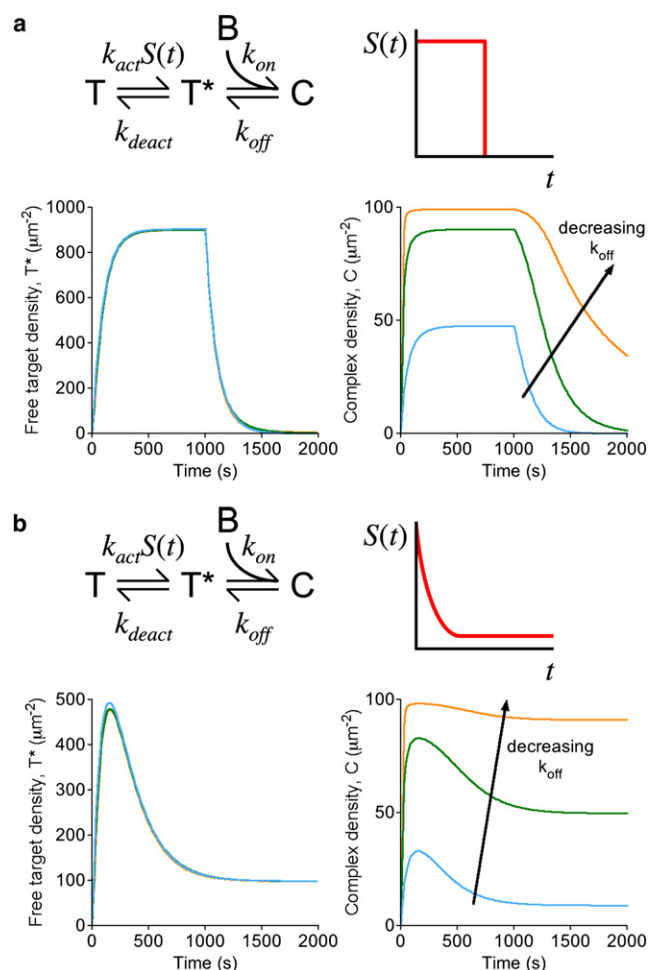 a
B
k_act S(t) k_on
T T* C
k_deact k_off
S(t)
t
Free target density, T* (μm⁻²)
1000
800
600
400
200
0
0 500 1000 1500 2000
Time (s)
Complex density, C (μm⁻²)
100
50
0
decreasing
k_off
0 500 1000 1500 2000
Time (s)
b
B
k_act S(t) k_on
T T* C
k_deact k_off
S(t)
t
Free target density, T* (μm⁻²)
500
400
300
200
100
0
0 500 1000 1500 2000
Time (s)
Complex density, C (μm⁻²)
100
50
0
decreasing
k_off
0 500 1000 1500 2000
Time (s)